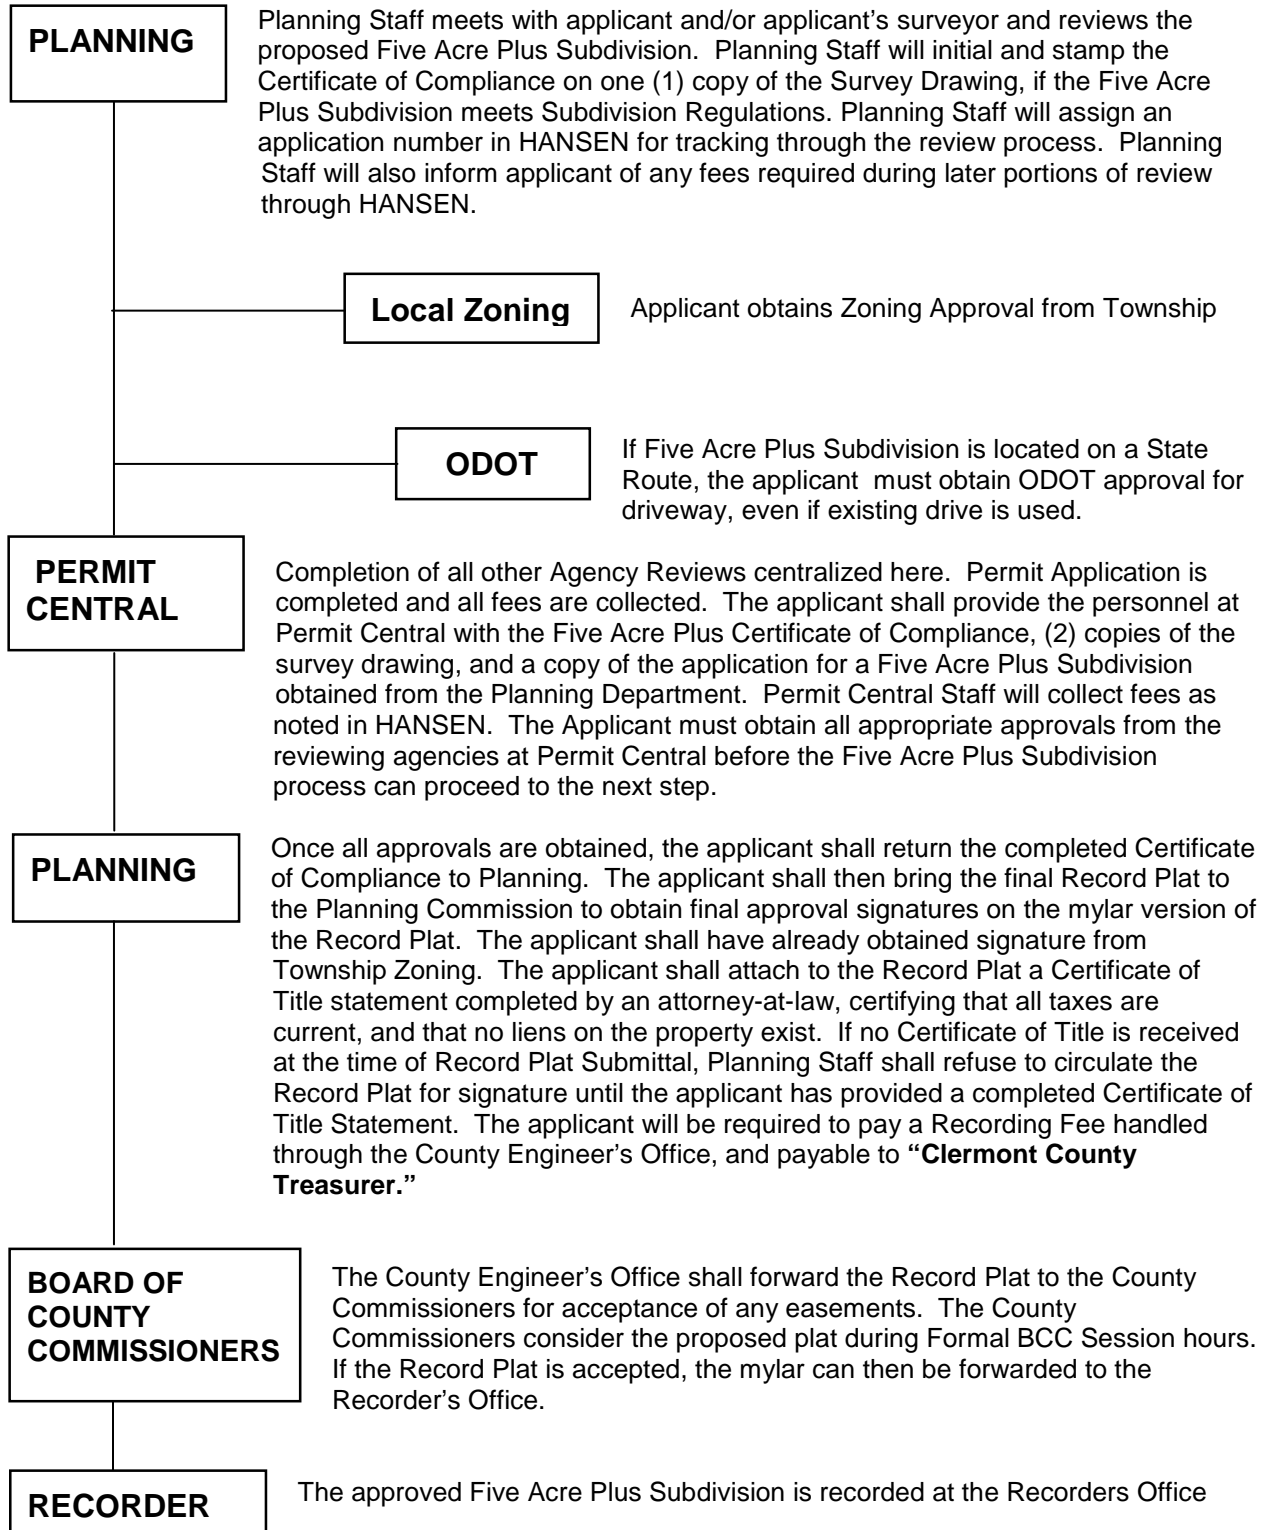 PLANNING
Planning Staff meets with applicant and/or applicant’s surveyor and reviews the
proposed Five Acre Plus Subdivision.  Planning Staff will initial and stamp the
Certificate of Compliance on one (1) copy of the Survey Drawing, if the Five Acre
Plus Subdivision meets Subdivision Regulations. Planning Staff will assign an
application number in HANSEN for tracking through the review process.  Planning
Staff will also inform applicant of any fees required during later portions of review
through HANSEN.
Local Zoning
Applicant obtains Zoning Approval from Township
ODOT
If Five Acre Plus Subdivision is located on a State
Route, the applicant  must obtain ODOT approval for
driveway, even if existing drive is used.
PERMIT
CENTRAL
Completion of all other Agency Reviews centralized here.  Permit Application is
completed and all fees are collected.  The applicant shall provide the personnel at
Permit Central with the Five Acre Plus Certificate of Compliance, (2) copies of the
survey drawing, and a copy of the application for a Five Acre Plus Subdivision
obtained from the Planning Department.  Permit Central Staff will collect fees as
noted in HANSEN.  The Applicant must obtain all appropriate approvals from the
reviewing agencies at Permit Central before the Five Acre Plus Subdivision
process can proceed to the next step.
PLANNING
Once all approvals are obtained, the applicant shall return the completed Certificate
of Compliance to Planning.  The applicant shall then bring the final Record Plat to
the Planning Commission to obtain final approval signatures on the mylar version of
the Record Plat.  The applicant shall have already obtained signature from
Township Zoning.  The applicant shall attach to the Record Plat a Certificate of
Title statement completed by an attorney-at-law, certifying that all taxes are
current, and that no liens on the property exist.  If no Certificate of Title is received
at the time of Record Plat Submittal, Planning Staff shall refuse to circulate the
Record Plat for signature until the applicant has provided a completed Certificate of
Title Statement.  The applicant will be required to pay a Recording Fee handled
through the County Engineer’s Office, and payable to “Clermont County
Treasurer.”
BOARD OF
COUNTY
COMMISSIONERS
The County Engineer’s Office shall forward the Record Plat to the County
Commissioners for acceptance of any easements.  The County
Commissioners consider the proposed plat during Formal BCC Session hours.
If the Record Plat is accepted, the mylar can then be forwarded to the
Recorder’s Office.
RECORDER
The approved Five Acre Plus Subdivision is recorded at the Recorders Office